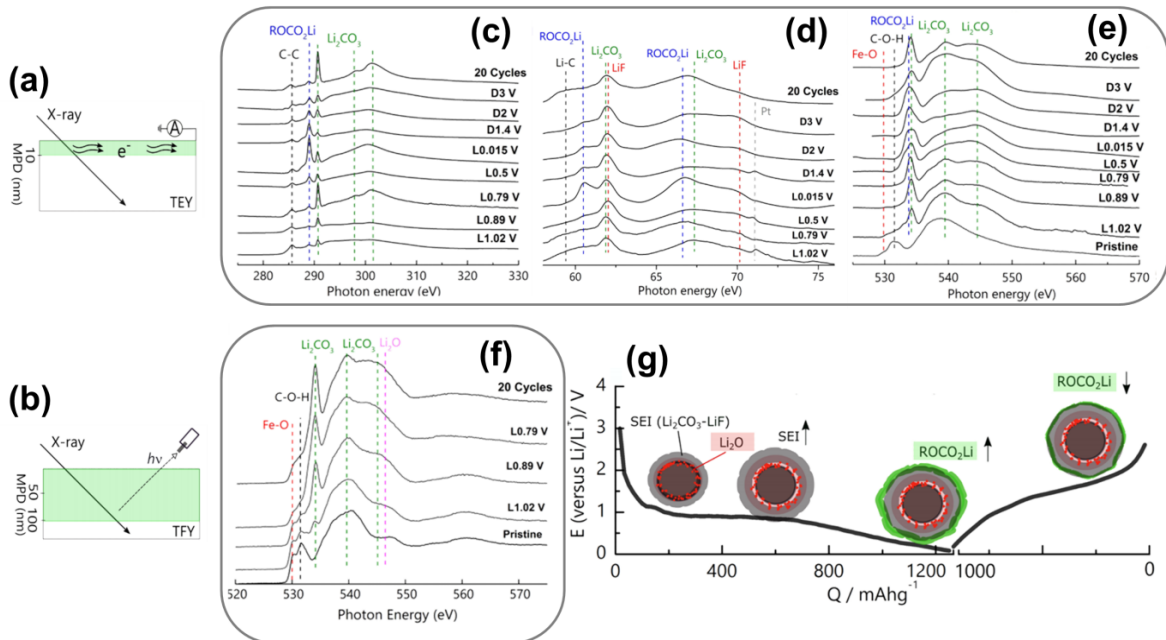 (a)
X-ray
A
MPD (nm)
10
e⁻
TEY
(b)
X-ray
hν
MPD (nm)
50
100
TFY
(c)
ROCO₂Li
Li₂CO₃
C-C
20 Cycles
D3 V
D2 V
D1.4 V
L0.015 V
L0.5 V
L0.79 V
L0.89 V
L1.02 V
280 290 300 310 320 330
Photon energy (eV)
(d)
ROCO₂Li
Li₂CO₃
Li-C
LiF
ROCO₂Li
Li₂CO₃
LiF
Pt
20 Cycles
D3 V
D2 V
D1.4 V
L0.015 V
L0.5 V
L0.79 V
L1.02 V
60 65 70 75
Photon energy (eV)
(e)
ROCO₂Li
Li₂CO₃
Li₂CO₃
C-O-H
Fe-O
20 Cycles
D3 V
D2 V
D1.4 V
L0.015 V
L0.5 V
L0.79 V
L0.89 V
L1.02 V
Pristine
530 540 550 560 570
Photon energy (eV)
(f)
Li₂CO₃
Li₂CO₃
Li₂O
C-O-H
Fe-O
20 Cycles
L0.79 V
L0.89 V
L1.02 V
Pristine
520 530 540 550 560 570
Photon Energy (eV)
(g)
ROCO₂Li
SEI (Li₂CO₃-LiF)
Li₂O
SEI
ROCO₂Li
E (versus Li/Li⁺)/ V
4
3
2
1
0
0 400 800 1200 1000 0
Q / mAhg⁻¹